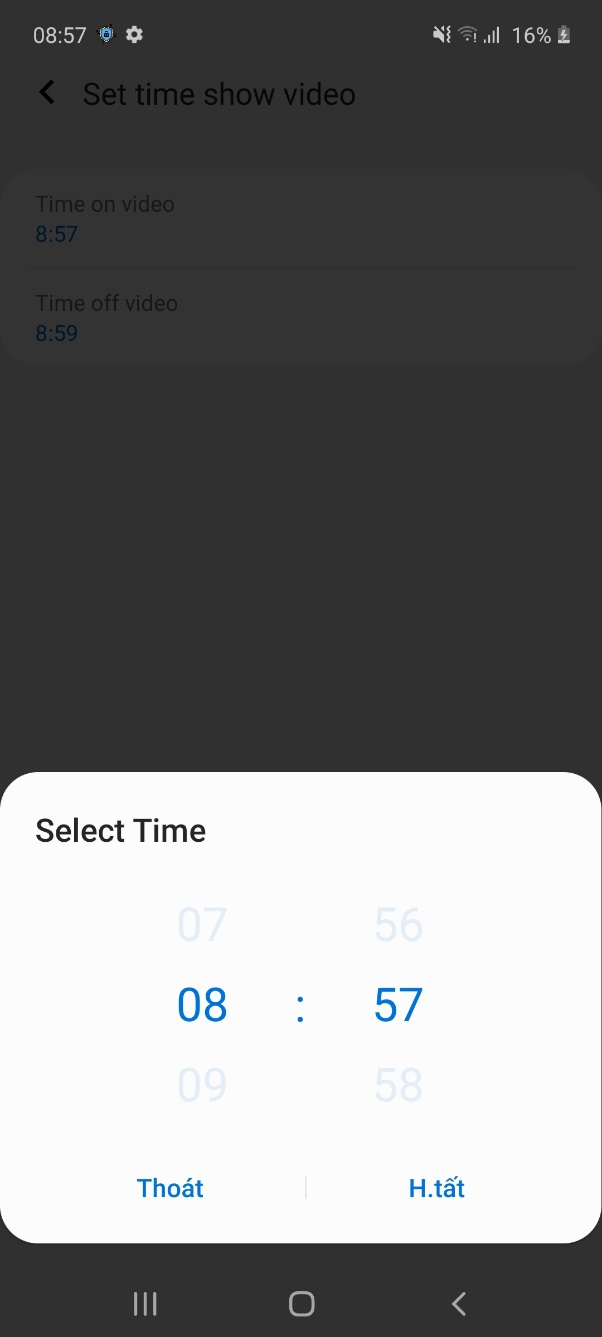 08:57 16%
Set time show video
Time on video
8:57
Time off video
8:59
Select Time
07 56
08 : 57
09 58
Thoát H.tất